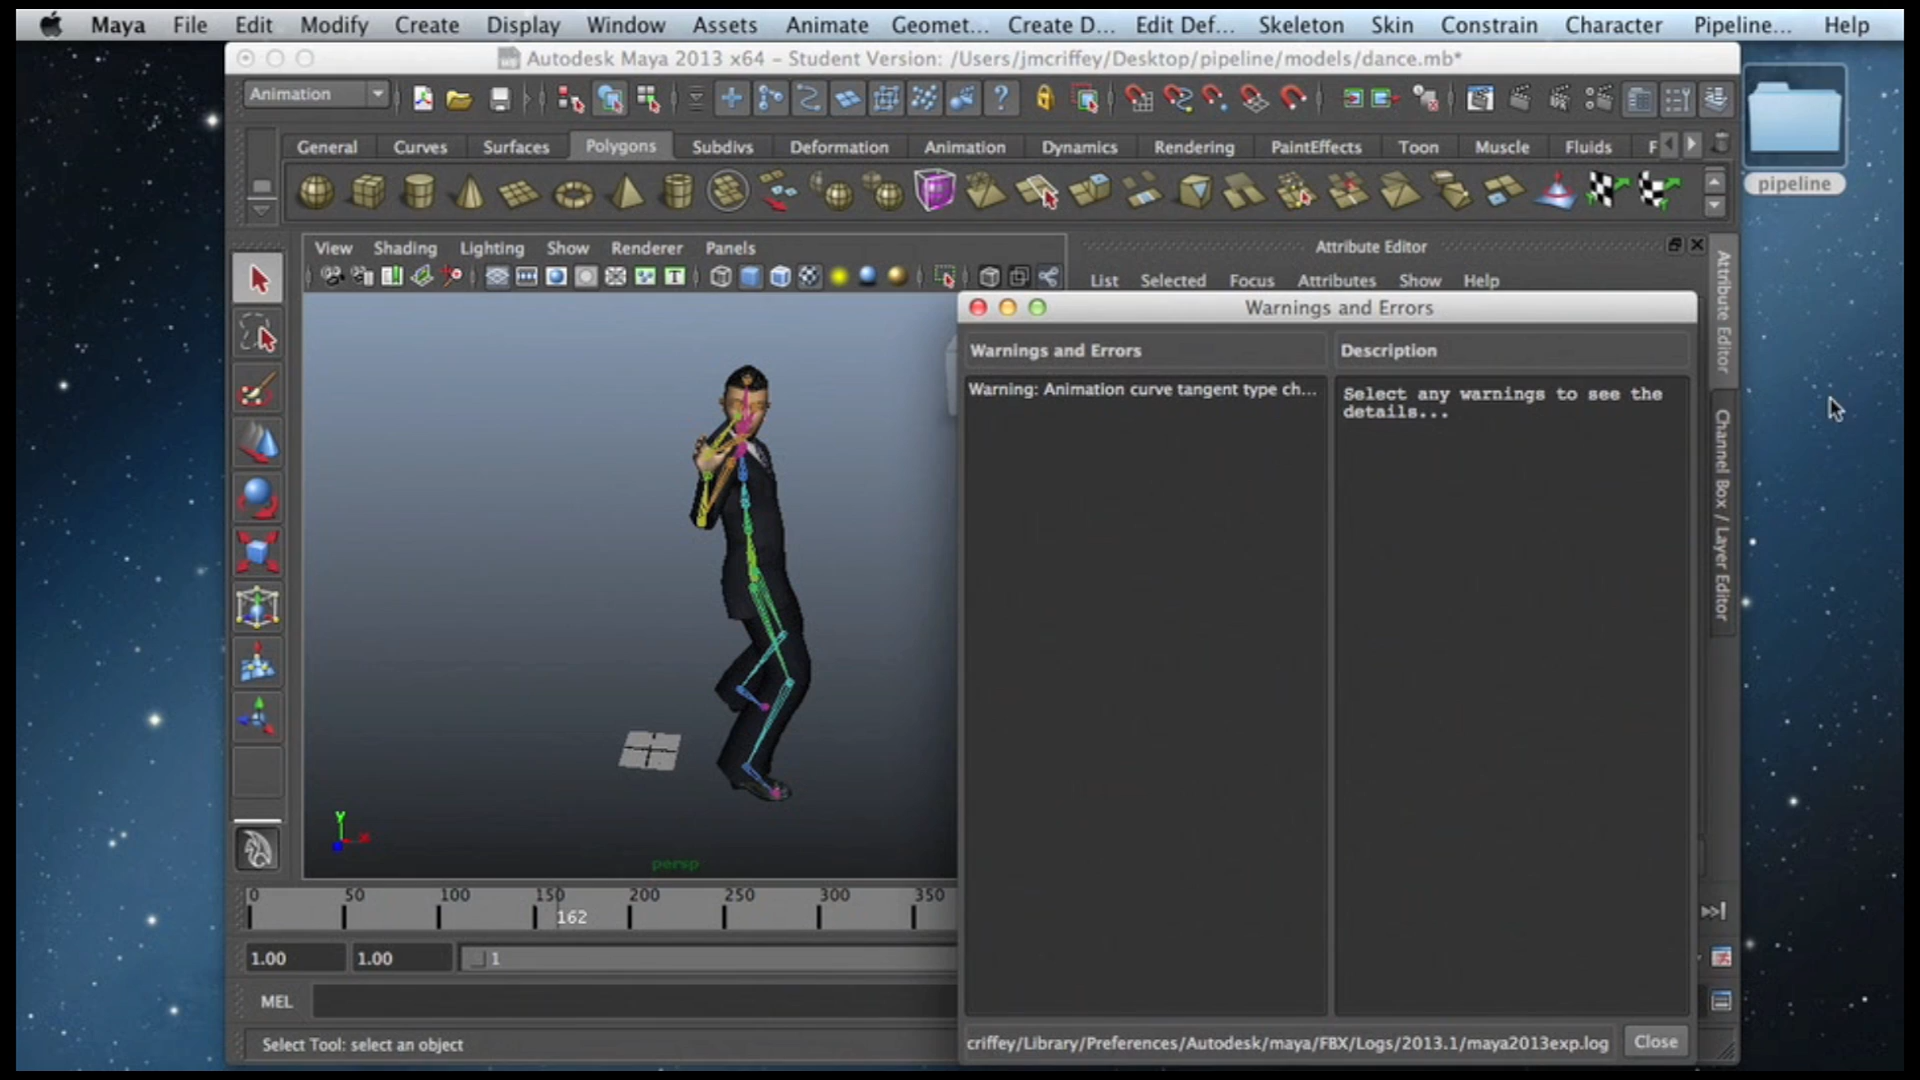 Maya File Edit Modify Create Display Window Assets Animate Geomet... Create D... Edit Def... Skeleton Skin Constrain Character Pipeline... Help
Autodesk Maya 2013 x64 – Student Version: /Users/jmcriffey/Desktop/pipeline/models/dance.mb*
Animation
General Curves Surfaces Polygons Subdivs Deformation Animation Dynamics Rendering PaintEffects Toon Muscle Fluids F
pipeline
View Shading Lighting Show Renderer Panels
Attribute Editor
List Selected Focus Attributes Show Help
Attribute Editor
Channel Box / Layer Editor
Warnings and Errors
Warnings and Errors Description
Warning: Animation curve tangent type ch...
Select any warnings to see the
details...
y
x
persp
0 50 100 150 200 250 300 350
162
1.00 1.00 1
MEL
Select Tool: select an object
criffey/Library/Preferences/Autodesk/maya/FBX/Logs/2013.1/maya2013exp.log Close